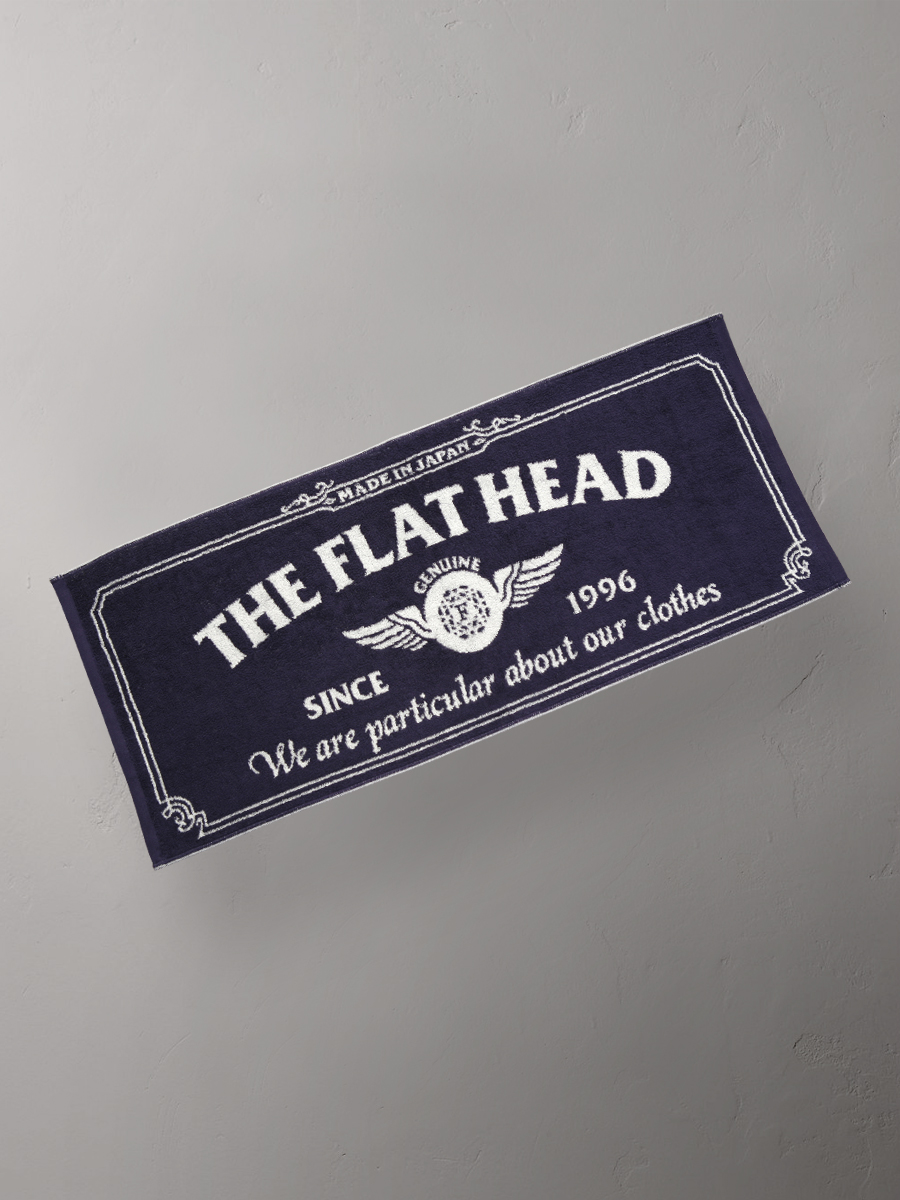 MADE IN JAPAN
THE FLAT HEAD
GENUINE
F
SINCE 1996
We are particular about our clothes